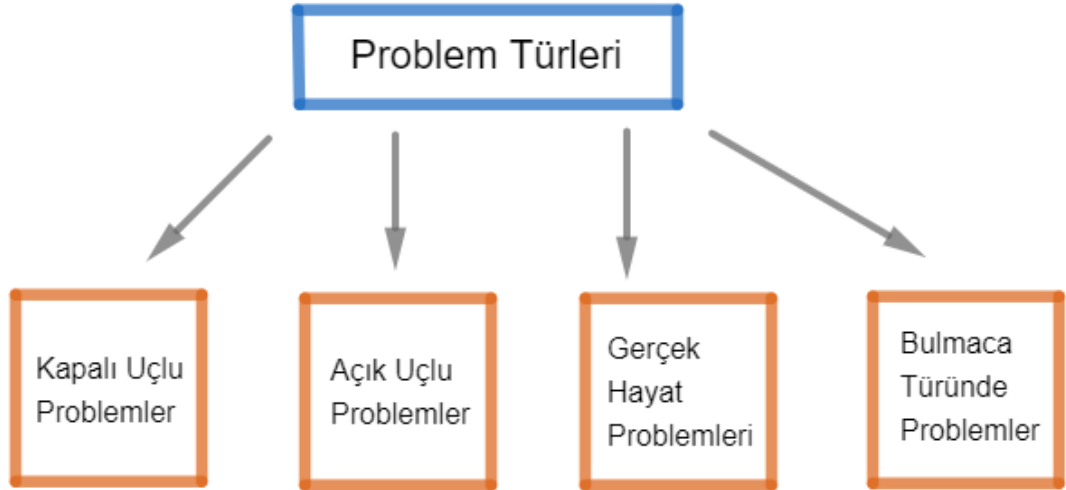 Problem Türleri
Kapalı Uçlu
Problemler
Açık Uçlu
Problemler
Gerçek
Hayat
Problemleri
Bulmaca
Türünde
Problemler